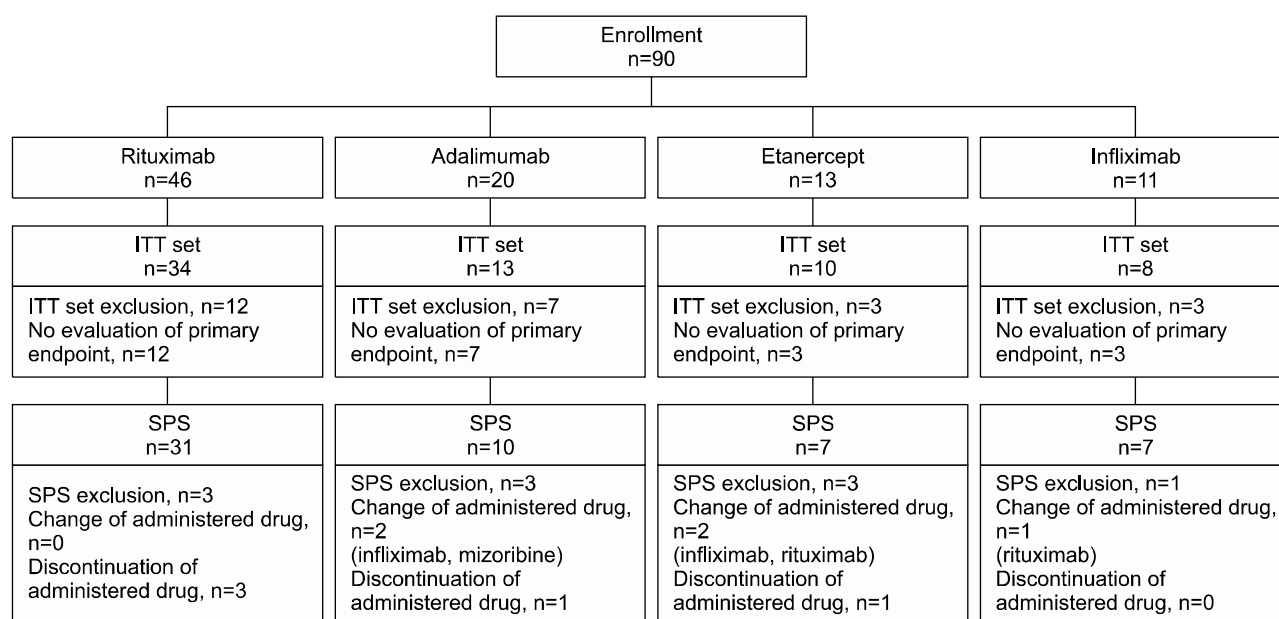 Enrollment
n=90
Rituximab
n=46
Adalimumab
n=20
Etanercept
n=13
Infliximab
n=11
ITT set
n=34
ITT set exclusion, n=12
No evaluation of primary
endpoint, n=12
ITT set
n=13
ITT set exclusion, n=7
No evaluation of primary
endpoint, n=7
ITT set
n=10
ITT set exclusion, n=3
No evaluation of primary
endpoint, n=3
ITT set
n=8
ITT set exclusion, n=3
No evaluation of primary
endpoint, n=3
SPS
n=31
SPS exclusion, n=3
Change of administered drug,
n=0
Discontinuation of
administered drug, n=3
SPS
n=10
SPS exclusion, n=3
Change of administered drug,
n=2
(infliximab, mizoribine)
Discontinuation of
administered drug, n=1
SPS
n=7
SPS exclusion, n=3
Change of administered drug,
n=2
(infliximab, rituximab)
Discontinuation of
administered drug, n=1
SPS
n=7
SPS exclusion, n=1
Change of administered drug,
n=1
(rituximab)
Discontinuation of
administered drug, n=0